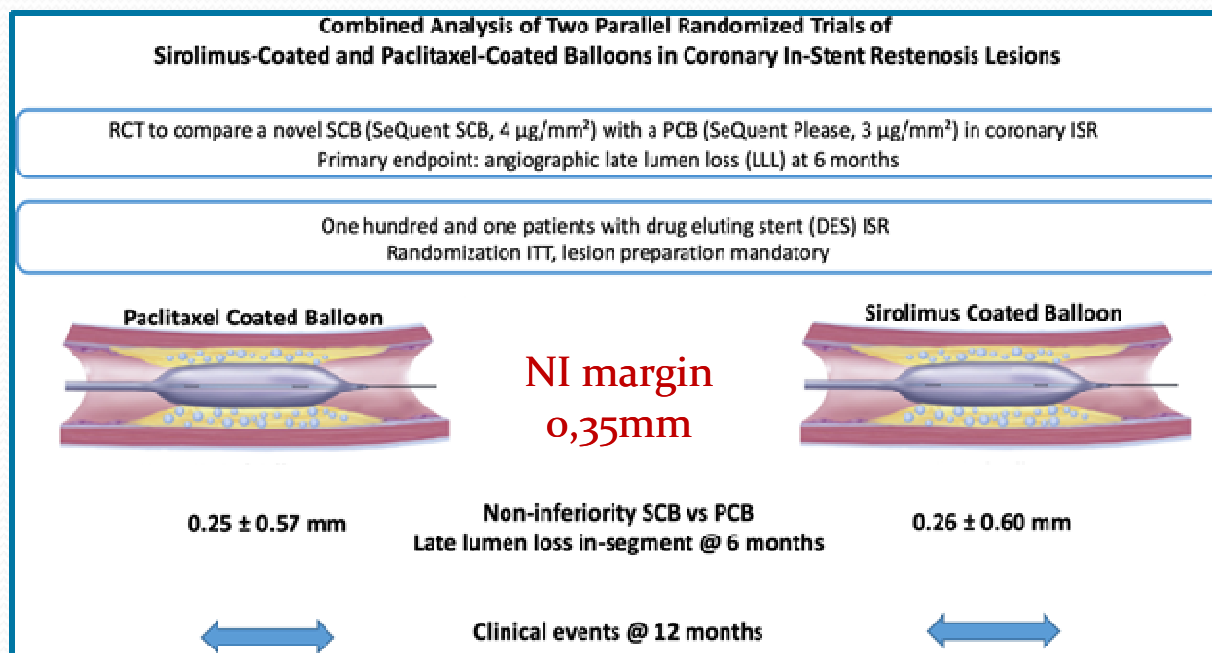 Combined Analysis of Two Parallel Randomized Trials of
Sirolimus-Coated and Paclitaxel-Coated Balloons in Coronary In-Stent Restenosis Lesions
RCT to compare a novel SCB (SeQuent SCB, 4 µg/mm²) with a PCB (SeQuent Please, 3 µg/mm²) in coronary ISR
Primary endpoint: angiographic late lumen loss (LLL) at 6 months
One hundred and one patients with drug eluting stent (DES) ISR
Randomization ITT, lesion preparation mandatory
Paclitaxel Coated Balloon
Sirolimus Coated Balloon
NI margin
0,35mm
0.25 ± 0.57 mm
Non-inferiority SCB vs PCB
Late lumen loss in-segment @ 6 months
0.26 ± 0.60 mm
Clinical events @ 12 months